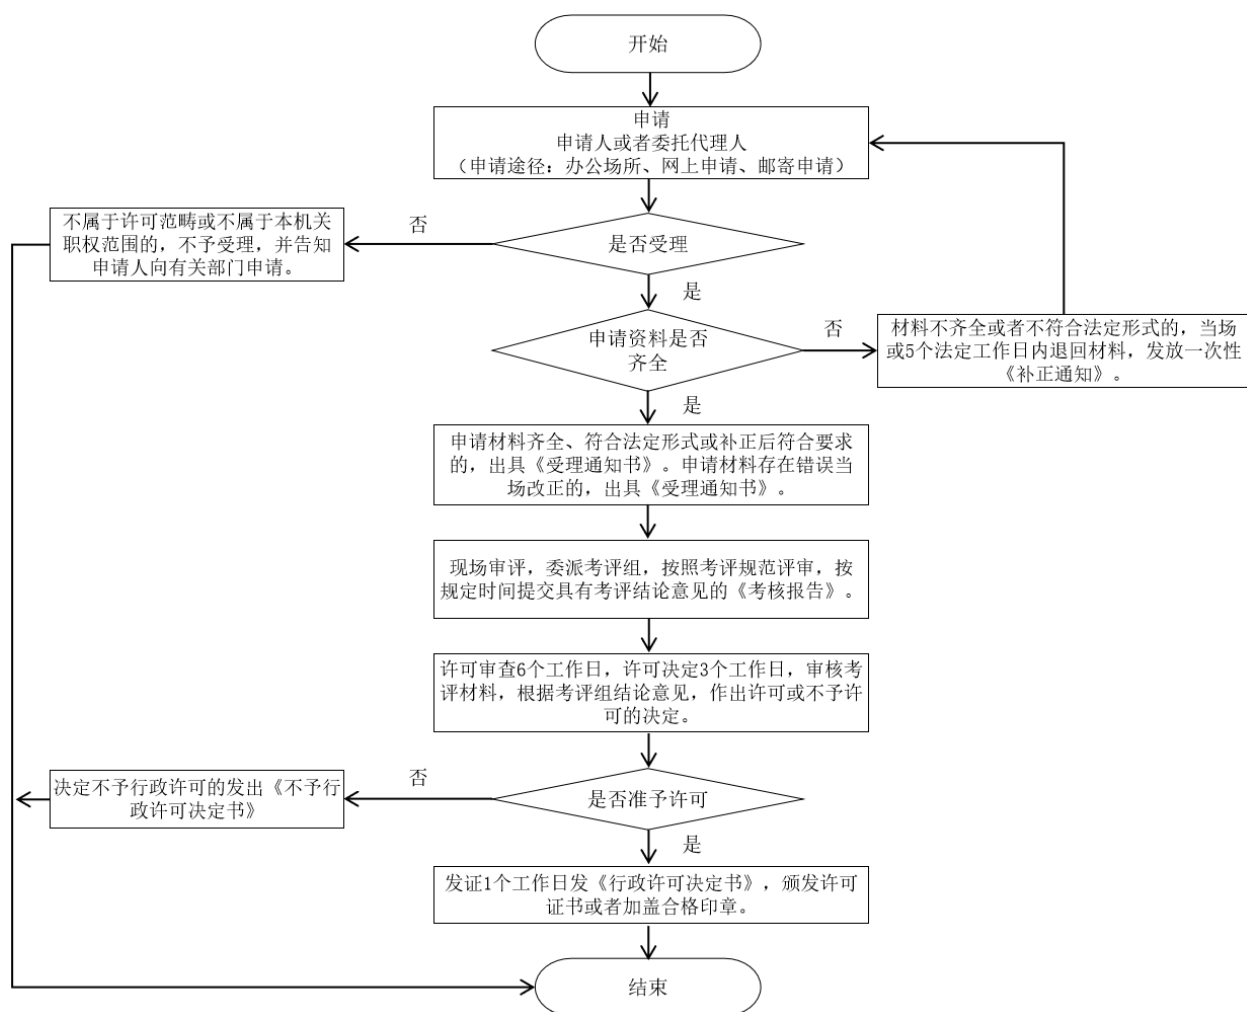 开始
申请
申请人或者委托代理人
（申请途径：办公场所、网上申请、邮寄申请）
不属于许可范畴或不属于本机关
职权范围的，不予受理，并告知
申请人向有关部门申请。
否
是否受理
是
申请资料是否
齐全
否
材料不齐全或者不符合法定形式的，当场
或5个法定工作日内退回材料，发放一次性
《补正通知》。
是
申请材料齐全、符合法定形式或补正后符合要求
的，出具《受理通知书》。申请材料存在错误当
场改正的，出具《受理通知书》。
现场审评，委派考评组，按照考评规范评审，按
规定时间提交具有考评结论意见的《考核报告》。
许可审查6个工作日，许可决定3个工作日，审核考
评材料，根据考评组结论意见，作出许可或不予许
可的决定。
决定不予行政许可的发出《不予行
政许可决定书》
否
是否准予许可
是
发证1个工作日发《行政许可决定书》，颁发许可
证书或者加盖合格印章。
结束